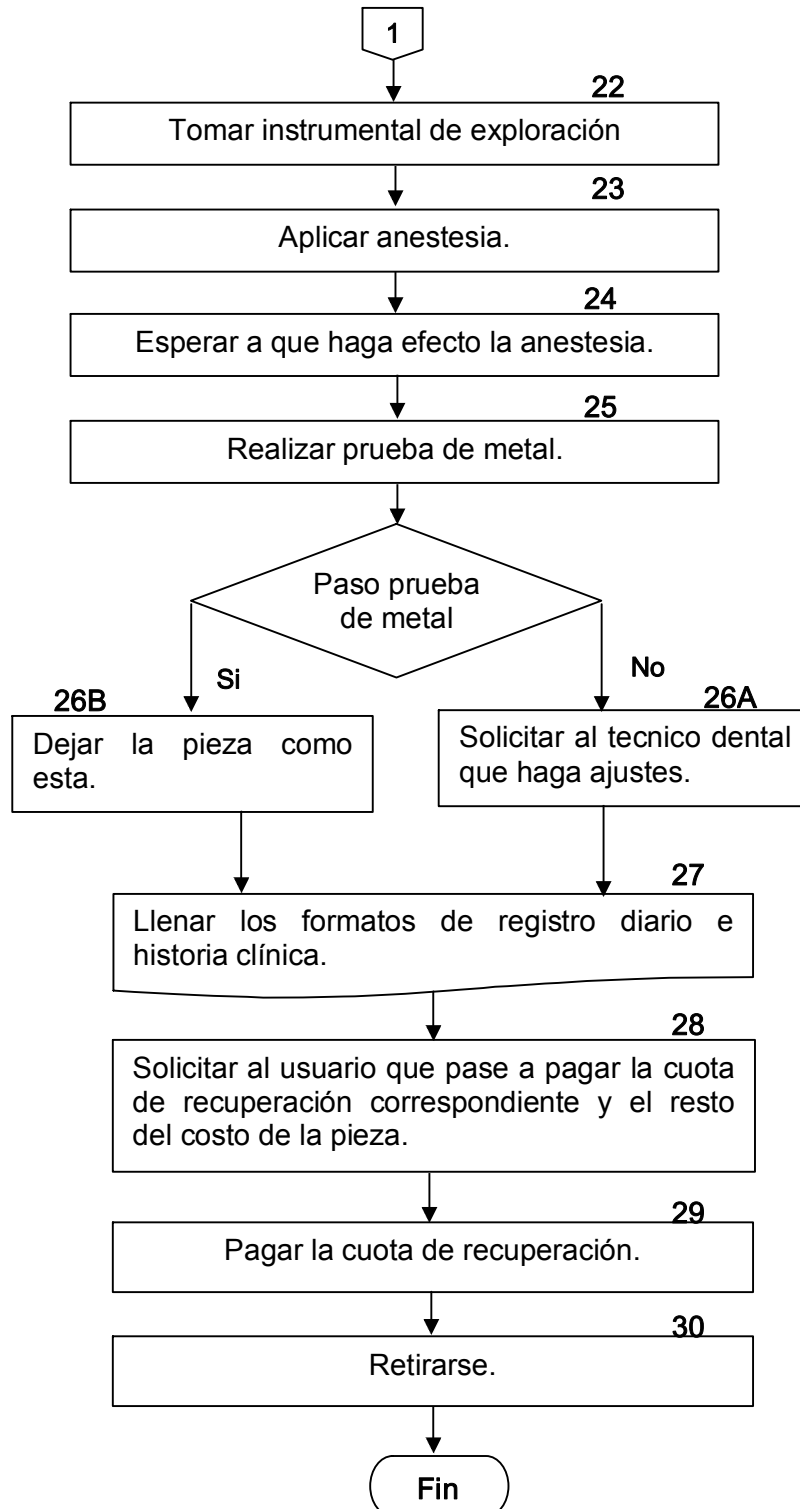 1
22
Tomar instrumental de exploración
23
Aplicar anestesia.
24
Esperar a que haga efecto la anestesia.
25
Realizar prueba de metal.
Paso prueba
de metal
Si
No
26B
Dejar la pieza como
esta.
26A
Solicitar al tecnico dental
que haga ajustes.
27
Llenar los formatos de registro diario e
historia clínica.
28
Solicitar al usuario que pase a pagar la cuota
de recuperación correspondiente y el resto
del costo de la pieza.
29
Pagar la cuota de recuperación.
30
Retirarse.
Fin